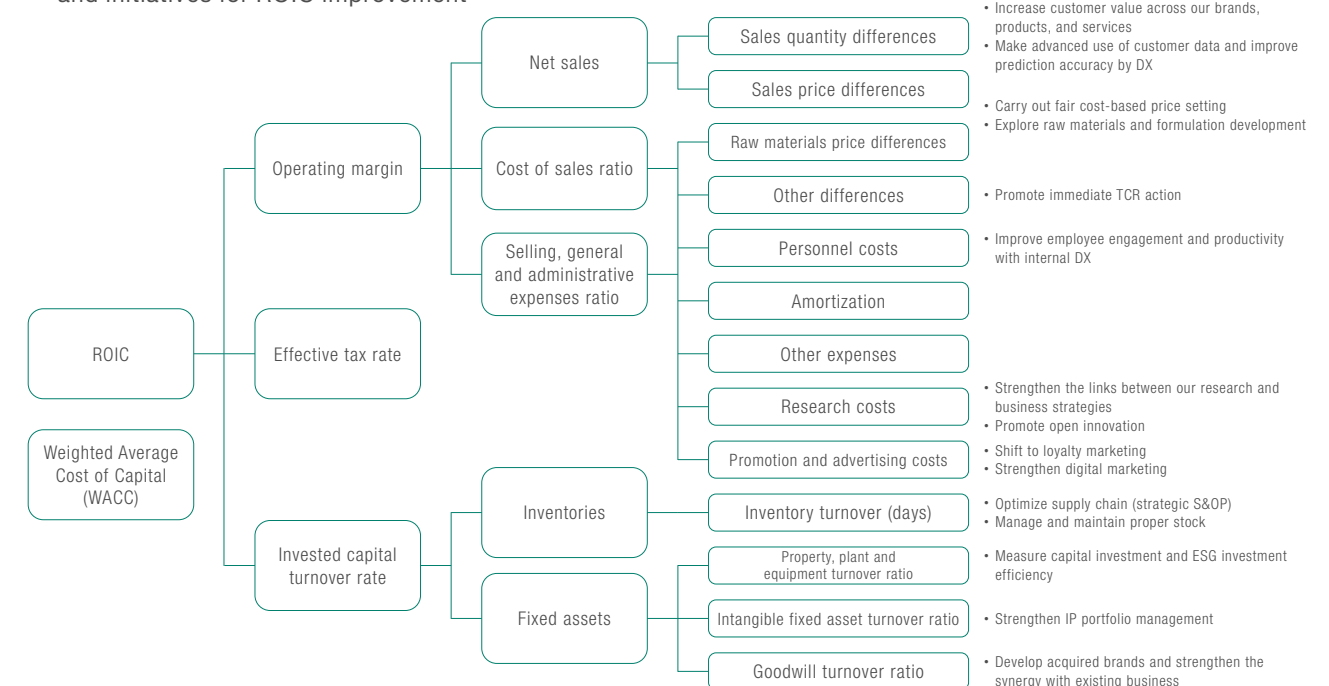 and initiatives for ROIC improvement
ROIC
Weighted Average
Cost of Capital
(WACC)
Operating margin
Effective tax rate
Invested capital
turnover rate
Net sales
Cost of sales ratio
Selling, general
and administrative
expenses ratio
Inventories
Fixed assets
Sales quantity differences
Sales price differences
Raw materials price differences
Other differences
Personnel costs
Amortization
Other expenses
Research costs
Promotion and advertising costs
Inventory turnover (days)
Property, plant and
equipment turnover ratio
Intangible fixed asset turnover ratio
Goodwill turnover ratio
• Increase customer value across our brands,
products, and services
• Make advanced use of customer data and improve
prediction accuracy by DX
• Carry out fair cost-based price setting
• Explore raw materials and formulation development
• Promote immediate TCR action
• Improve employee engagement and productivity
with internal DX
• Strengthen the links between our research and
business strategies
• Promote open innovation
• Shift to loyalty marketing
• Strengthen digital marketing
• Optimize supply chain (strategic S&OP)
• Manage and maintain proper stock
• Measure capital investment and ESG investment
efficiency
• Strengthen IP portfolio management
• Develop acquired brands and strengthen the
synergy with existing business